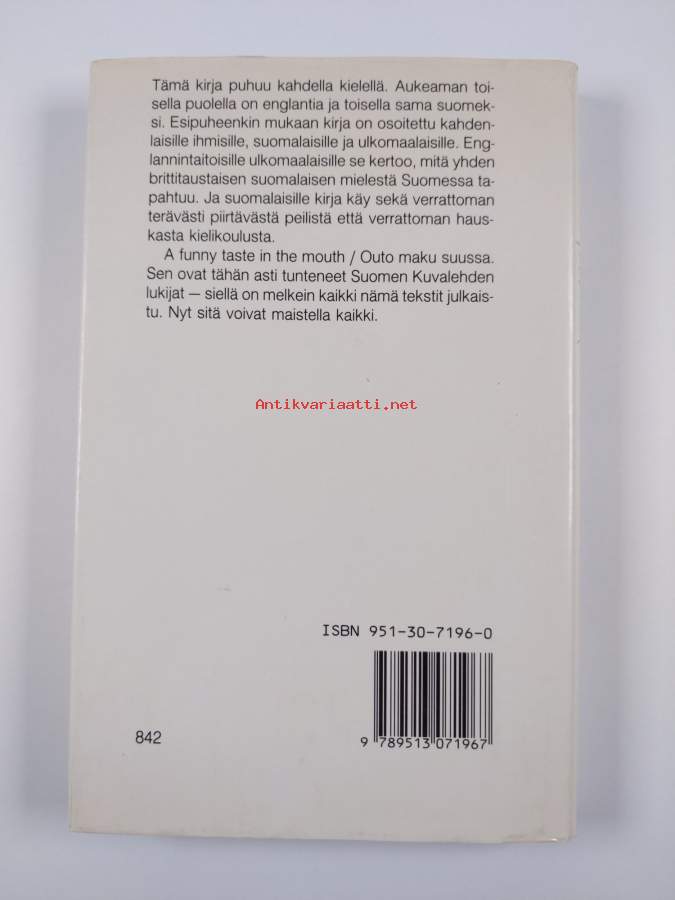 Tämä kirja puhuu kahdella kielellä. Aukeaman toi-
sella puolella on englantia ja toisella sama suomek-
si. Esipuheenkin mukaan kirja on osoitettu kahden-
laisille ihmisille, suomalaisille ja ulkomaalaisille. Eng-
lannintaitoisille ulkomaalaisille se kertoo, mitä yhden
brittitaustaisen suomalaisen mielestä Suomessa ta-
pahtuu. Ja suomalaisille kirja käy sekä verrattoman
terävästi piirtävästä peilistä että verrattoman haus-
kasta kielikoulusta.
A funny taste in the mouth / Outo maku suussa.
Sen ovat tähän asti tunteneet Suomen Kuvalehden
lukijat – siellä on melkein kaikki nämä tekstit julkais-
tu. Nyt sitä voivat maistella kaikki.
Antikvariaatti.net
ISBN 951-30-7196-0
842
9 789513 071967